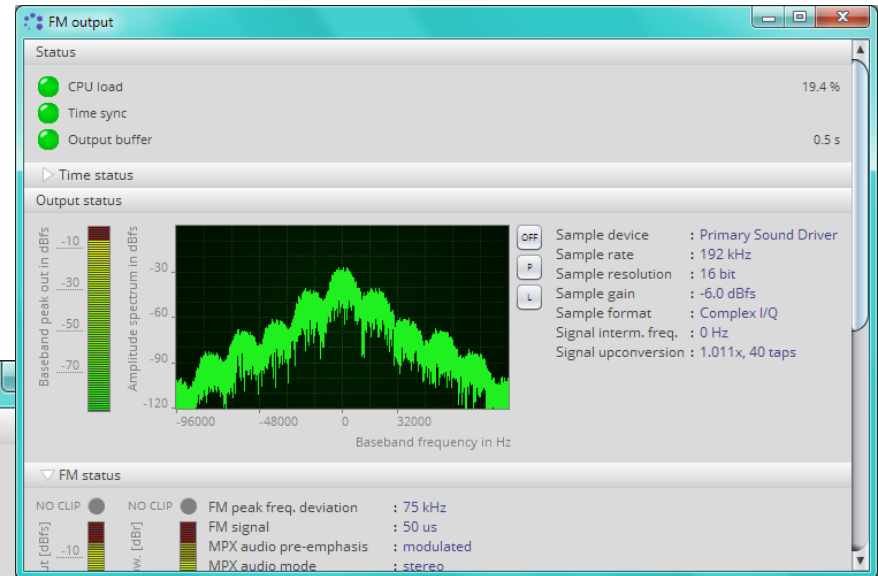 FM output
Status
CPU load 19.4 %
Time sync
Output buffer 0.5 s
Time status
Output status
Baseband peak out in dBfs
-10
-30
-50
-70
Amplitude spectrum in dBfs
-30
-60
-90
-120
-96000 -48000 0 32000
Baseband frequency in Hz
OFF
P
L
Sample device : Primary Sound Driver
Sample rate : 192 kHz
Sample resolution : 16 bit
Sample gain : -6.0 dBfs
Sample format : Complex I/Q
Signal interm. freq. : 0 Hz
Signal upconversion : 1.011x, 40 taps
FM status
NO CLIP NO CLIP
[dBfs]
-10
[dBr]
FM peak freq. deviation : 75 kHz
FM signal : 50 us
MPX audio pre-emphasis : modulated
MPX audio mode : stereo